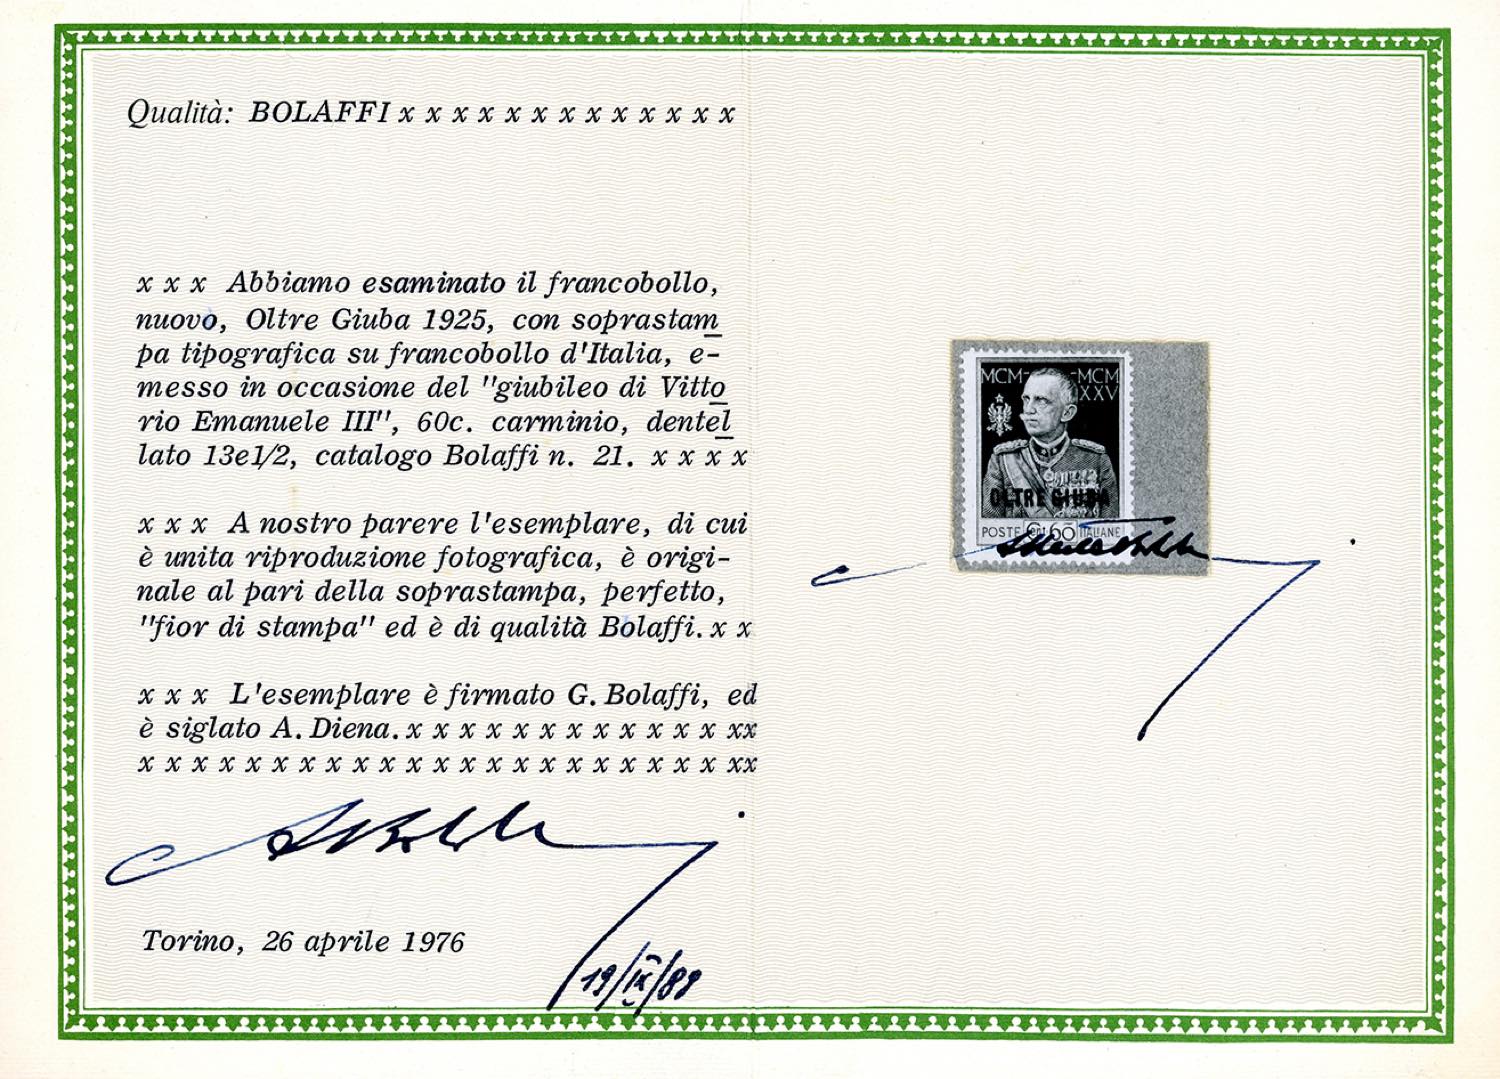 Qualità: BOLAFFI x x x x x x x x x x x x x
x x x Abbiamo esaminato il francobollo,
nuovo, Oltre Giuba 1925, con soprastam
pa tipografica su francobollo d'Italia, e-
messo in occasione del "giubileo di Vitto
rio Emanuele III", 60c. carminio, dentel
lato 13e1/2, catalogo Bolaffi n. 21. x x x x
x x x A nostro parere l'esemplare, di cui
è unita riproduzione fotografica, è origi-
nale al pari della soprastampa, perfetto,
"fior di stampa" ed è di qualità Bolaffi. x x
x x x L'esemplare è firmato G. Bolaffi, ed
è siglato A. Diena. x x x x x x x x x x x x xx
x x x x x x x x x x x x x x x x x x x x x x xx
Torino, 26 aprile 1976
19/IX/88
MCM- -MCM
XXV XXV
OLTRE GIUBA
POSTE Cent 60 ITALIANE